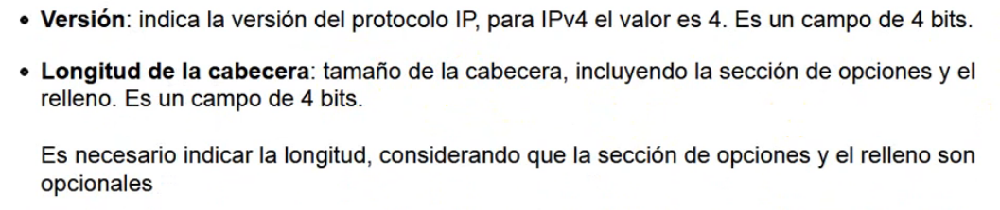 • Versión: indica la versión del protocolo IP, para IPv4 el valor es 4. Es un campo de 4 bits.
• Longitud de la cabecera: tamaño de la cabecera, incluyendo la sección de opciones y el
relleno. Es un campo de 4 bits.
Es necesario indicar la longitud, considerando que la sección de opciones y el relleno son
opcionales